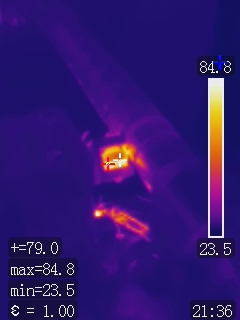 84.8
23.5
+=79.0
max=84.8
min=23.5
ε = 1.00
21:36